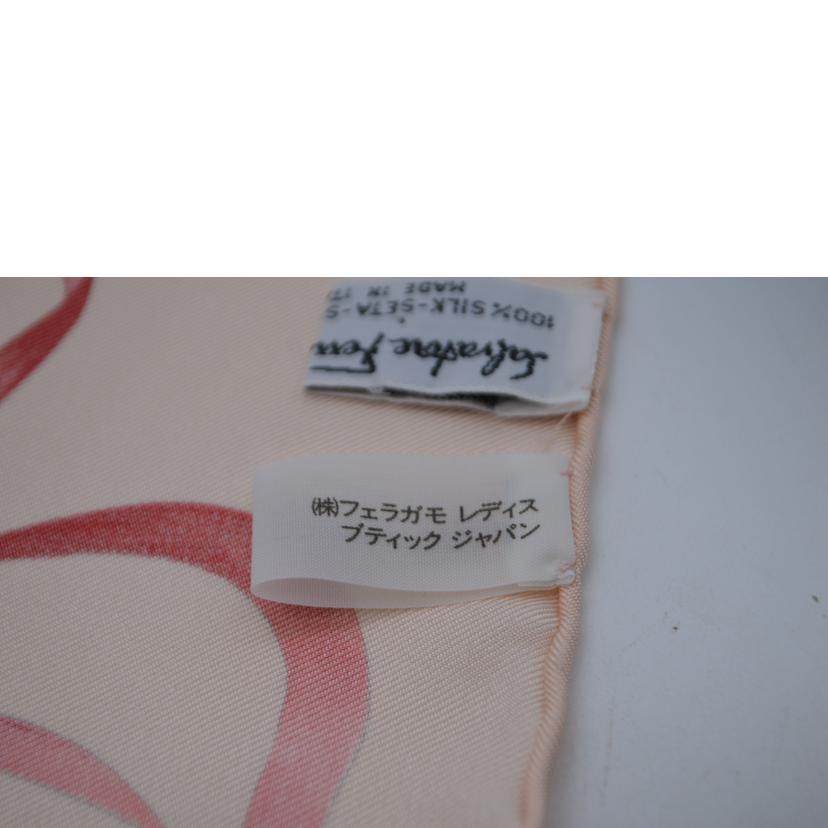 MADE IN IT
100% SILK-SETA-S
Salvatore Ferr
㈱フェラガモ レディス
ブティック ジャパン